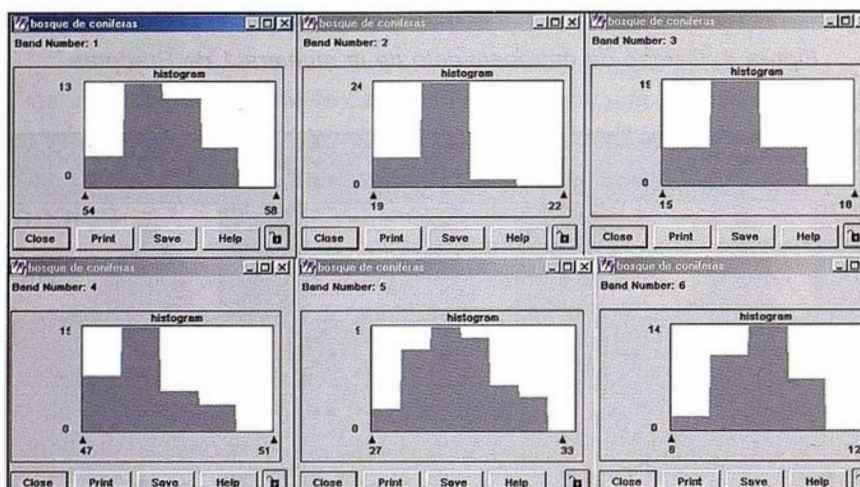 bosque de coniferas
Band Number: 1
histogram
13
0
54 58
Close Print Save Help
bosque de coniferas
Band Number: 2
histogram
24
0
19 22
Close Print Save Help
bosque de coniferas
Band Number: 3
histogram
0
15 18
Close Print Save Help
bosque de coniferas
Band Number: 4
histogram
0
47 51
Close Print Save Help
bosque de coniferas
Band Number: 5
histogram
0
27 33
Close Print Save Help
bosque de coniferas
Band Number: 6
histogram
14
0
8 12
Close Print Save Help